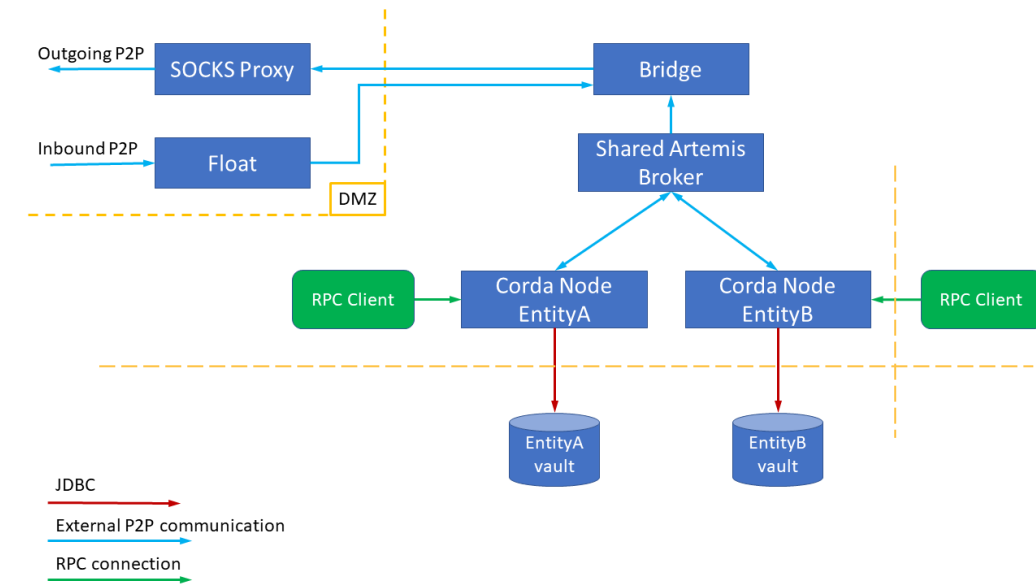 Outgoing P2P
SOCKS Proxy
Bridge
Inbound P2P
Float
Shared Artemis
Broker
DMZ
RPC Client
Corda Node
EntityA
Corda Node
EntityB
RPC Client
EntityA
vault
EntityB
vault
JDBC
External P2P communication
RPC connection